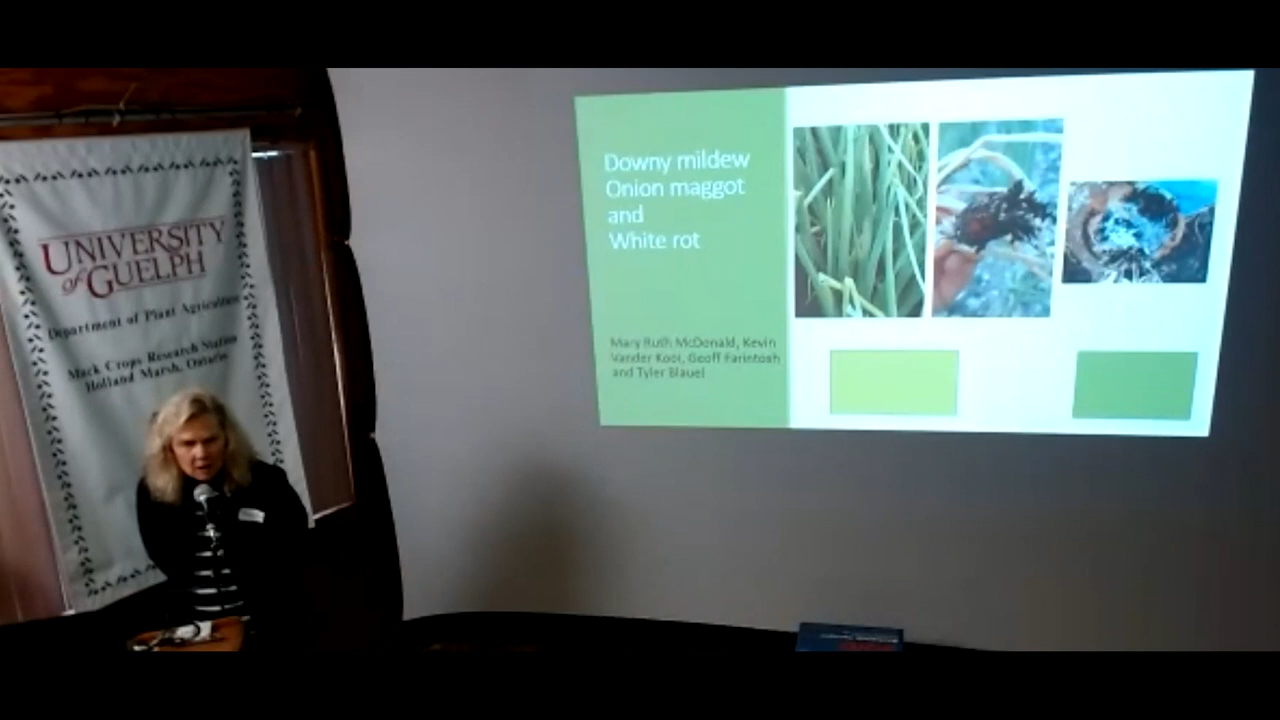 UNIVERSITY
of GUELPH
Department of Plant Agriculture
Muck Crops Research Station
Holland Marsh, Ontario
Downy mildew
Onion maggot
and
White rot
Mary Ruth McDonald, Kevin
Vander Kooi, Geoff Farintosh
and Tyler Blauel